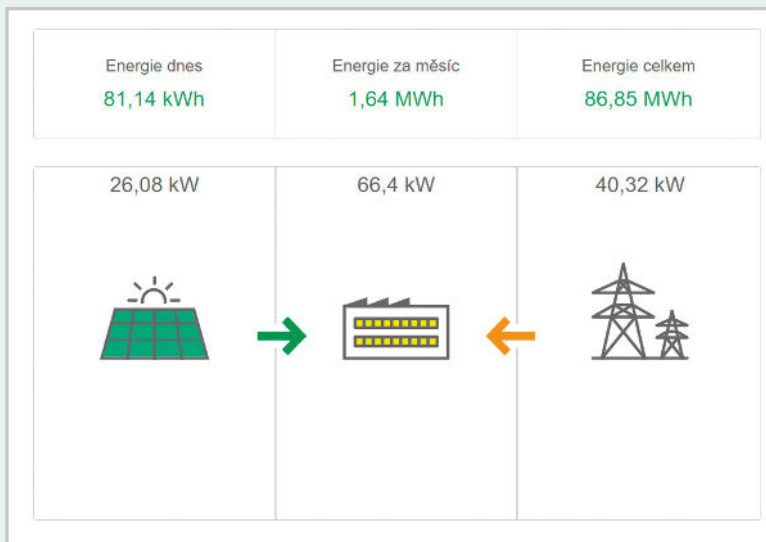 Energie dnes
81,14 kWh
Energie za měsíc
1,64 MWh
Energie celkem
86,85 MWh
26,08 kW
66,4 kW
40,32 kW